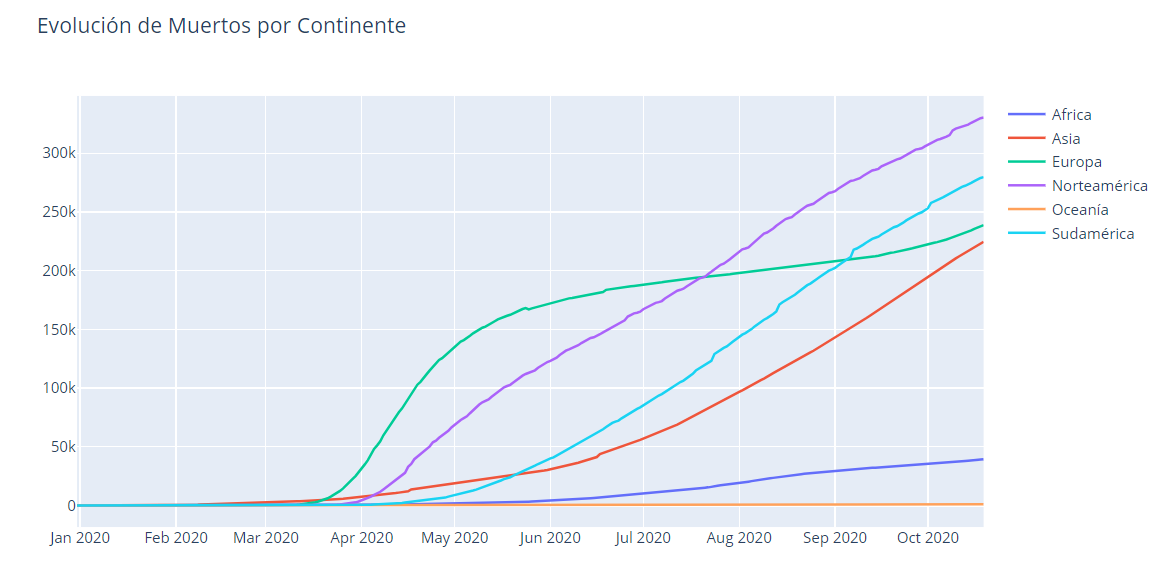 Evolución de Muertos por Continente
300k
250k
200k
150k
100k
50k
0
Jan 2020 Feb 2020 Mar 2020 Apr 2020 May 2020 Jun 2020 Jul 2020 Aug 2020 Sep 2020 Oct 2020
Africa
Asia
Europa
Norteamérica
Oceanía
Sudamérica